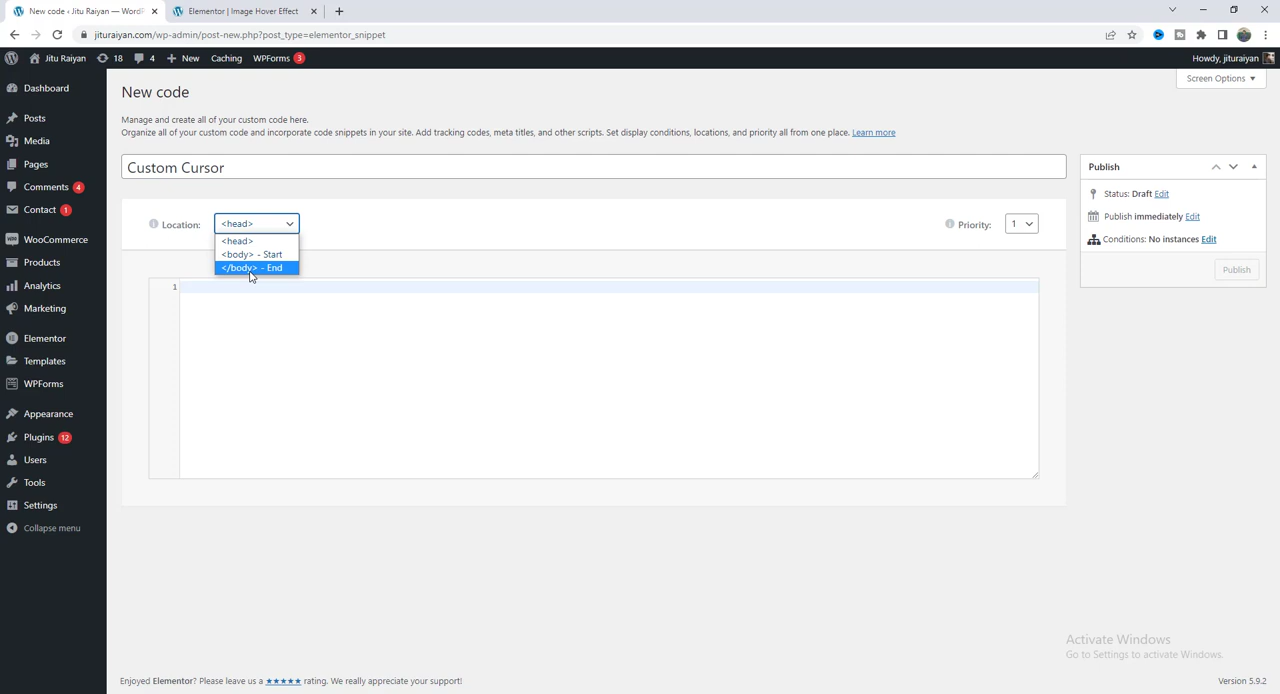 New code ‹ Jitu Raiyan — WordP
Elementor | Image Hover Effect
jituraiyan.com/wp-admin/post-new.php?post_type=elementor_snippet
Jitu Raiyan
18
4
New
Caching
WPForms 3
Howdy, jituraiyan
Screen Options
Dashboard
Posts
Media
Pages
Comments 4
Contact 1
WooCommerce
Products
Analytics
Marketing
Elementor
Templates
WPForms
Appearance
Plugins 12
Users
Tools
Settings
Collapse menu
New code
Manage and create all of your custom code here.
Organize all of your custom code and incorporate code snippets in your site. Add tracking codes, meta titles, and other scripts. Set display conditions, locations, and priority all from one place. Learn more
Custom Cursor
Location: <head>
<head>
<body> - Start
</body> - End
Priority: 1
1
Publish
Status: Draft Edit
Publish immediately Edit
Conditions: No instances Edit
Publish
Activate Windows
Go to Settings to activate Windows.
Enjoyed Elementor? Please leave us a ★★★★★ rating. We really appreciate your support!
Version 5.9.2